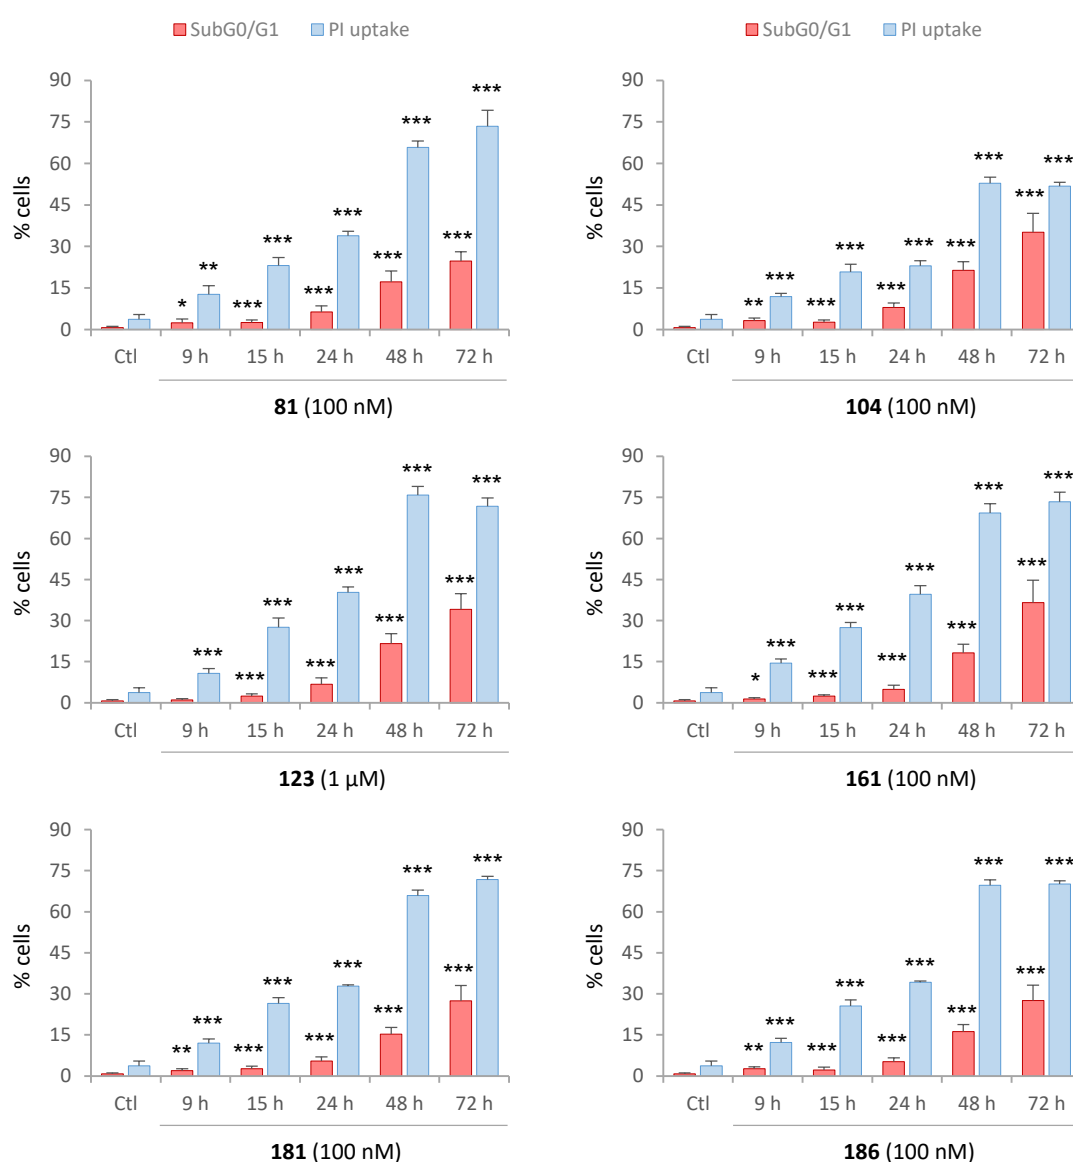 SubG0/G1 PI uptake
SubG0/G1 PI uptake
% cells
90
75
60
45
30
15
0
* ** *** *** *** *** *** *** *** ***
Ctl 9 h 15 h 24 h 48 h 72 h
81 (100 nM)
% cells
90
75
60
45
30
15
0
** *** *** *** *** *** *** *** *** ***
Ctl 9 h 15 h 24 h 48 h 72 h
104 (100 nM)
% cells
90
75
60
45
30
15
0
*** *** *** *** *** *** *** *** ***
Ctl 9 h 15 h 24 h 48 h 72 h
123 (1 µM)
% cells
90
75
60
45
30
15
0
* *** *** *** *** *** *** *** *** ***
Ctl 9 h 15 h 24 h 48 h 72 h
161 (100 nM)
% cells
90
75
60
45
30
15
0
** *** *** *** *** *** *** *** *** ***
Ctl 9 h 15 h 24 h 48 h 72 h
181 (100 nM)
% cells
90
75
60
45
30
15
0
** *** *** *** *** *** *** *** *** ***
Ctl 9 h 15 h 24 h 48 h 72 h
186 (100 nM)